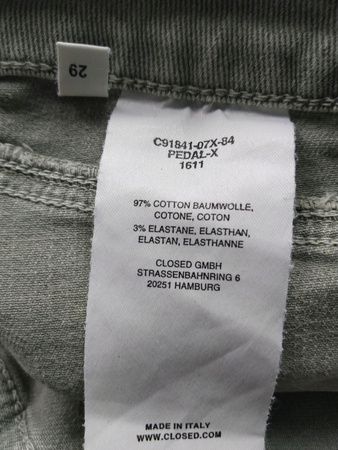 29
C91841-07X-84
PEDAL-X
1611
97% COTTON BAUMWOLLE,
COTONE, COTON
3% ELASTANE, ELASTHAN,
ELASTAN, ELASTHANNE
CLOSED GMBH
STRASSENBAHNRING 6
20251 HAMBURG
MADE IN ITALY
WWW.CLOSED.COM